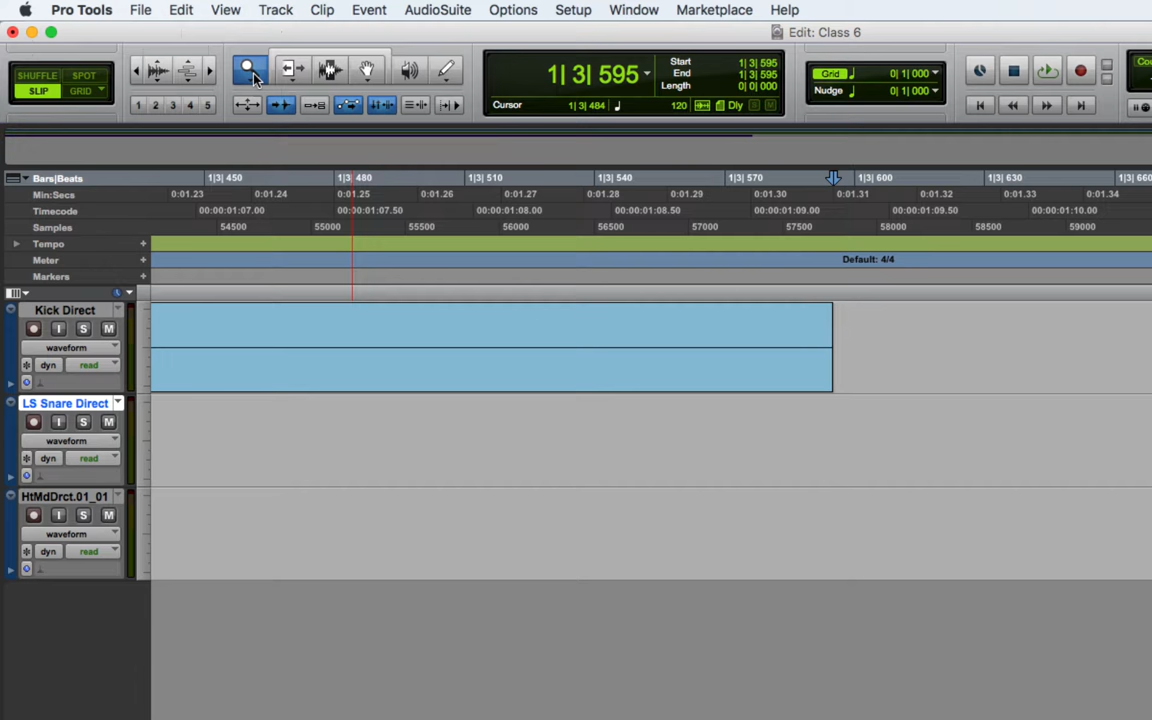 Pro Tools File Edit View Track Clip Event AudioSuite Options Setup Window Marketplace Help
Edit: Class 6
SHUFFLE SPOT
SLIP GRID
1 2 3 4 5
1| 3| 595
Start 1| 3| 595
End 1| 3| 595
Length 0| 0| 000
Cursor 1| 3| 484 120 Dly
Grid 0| 1| 000
Nudge 0| 1| 000
Cou
Bars|Beats 1|3| 450 1|3| 480 1|3| 510 1|3| 540 1|3| 570 1|3| 600 1|3| 630 1|3| 660
Min:Secs 0:01.23 0:01.24 0:01.25 0:01.26 0:01.27 0:01.28 0:01.29 0:01.30 0:01.31 0:01.32 0:01.33 0:01.34
Timecode 00:00:01:07.00 00:00:01:07.50 00:00:01:08.00 00:00:01:08.50 00:00:01:09.00 00:00:01:09.50 00:00:01:10.00
Samples 54500 55000 55500 56000 56500 57000 57500 58000 58500 59000
Tempo +
Meter + Default: 4/4
Markers +
Kick Direct
I S M
waveform
dyn read
LS Snare Direct
I S M
waveform
dyn read
HtMdDrct.01_01
I S M
waveform
dyn read